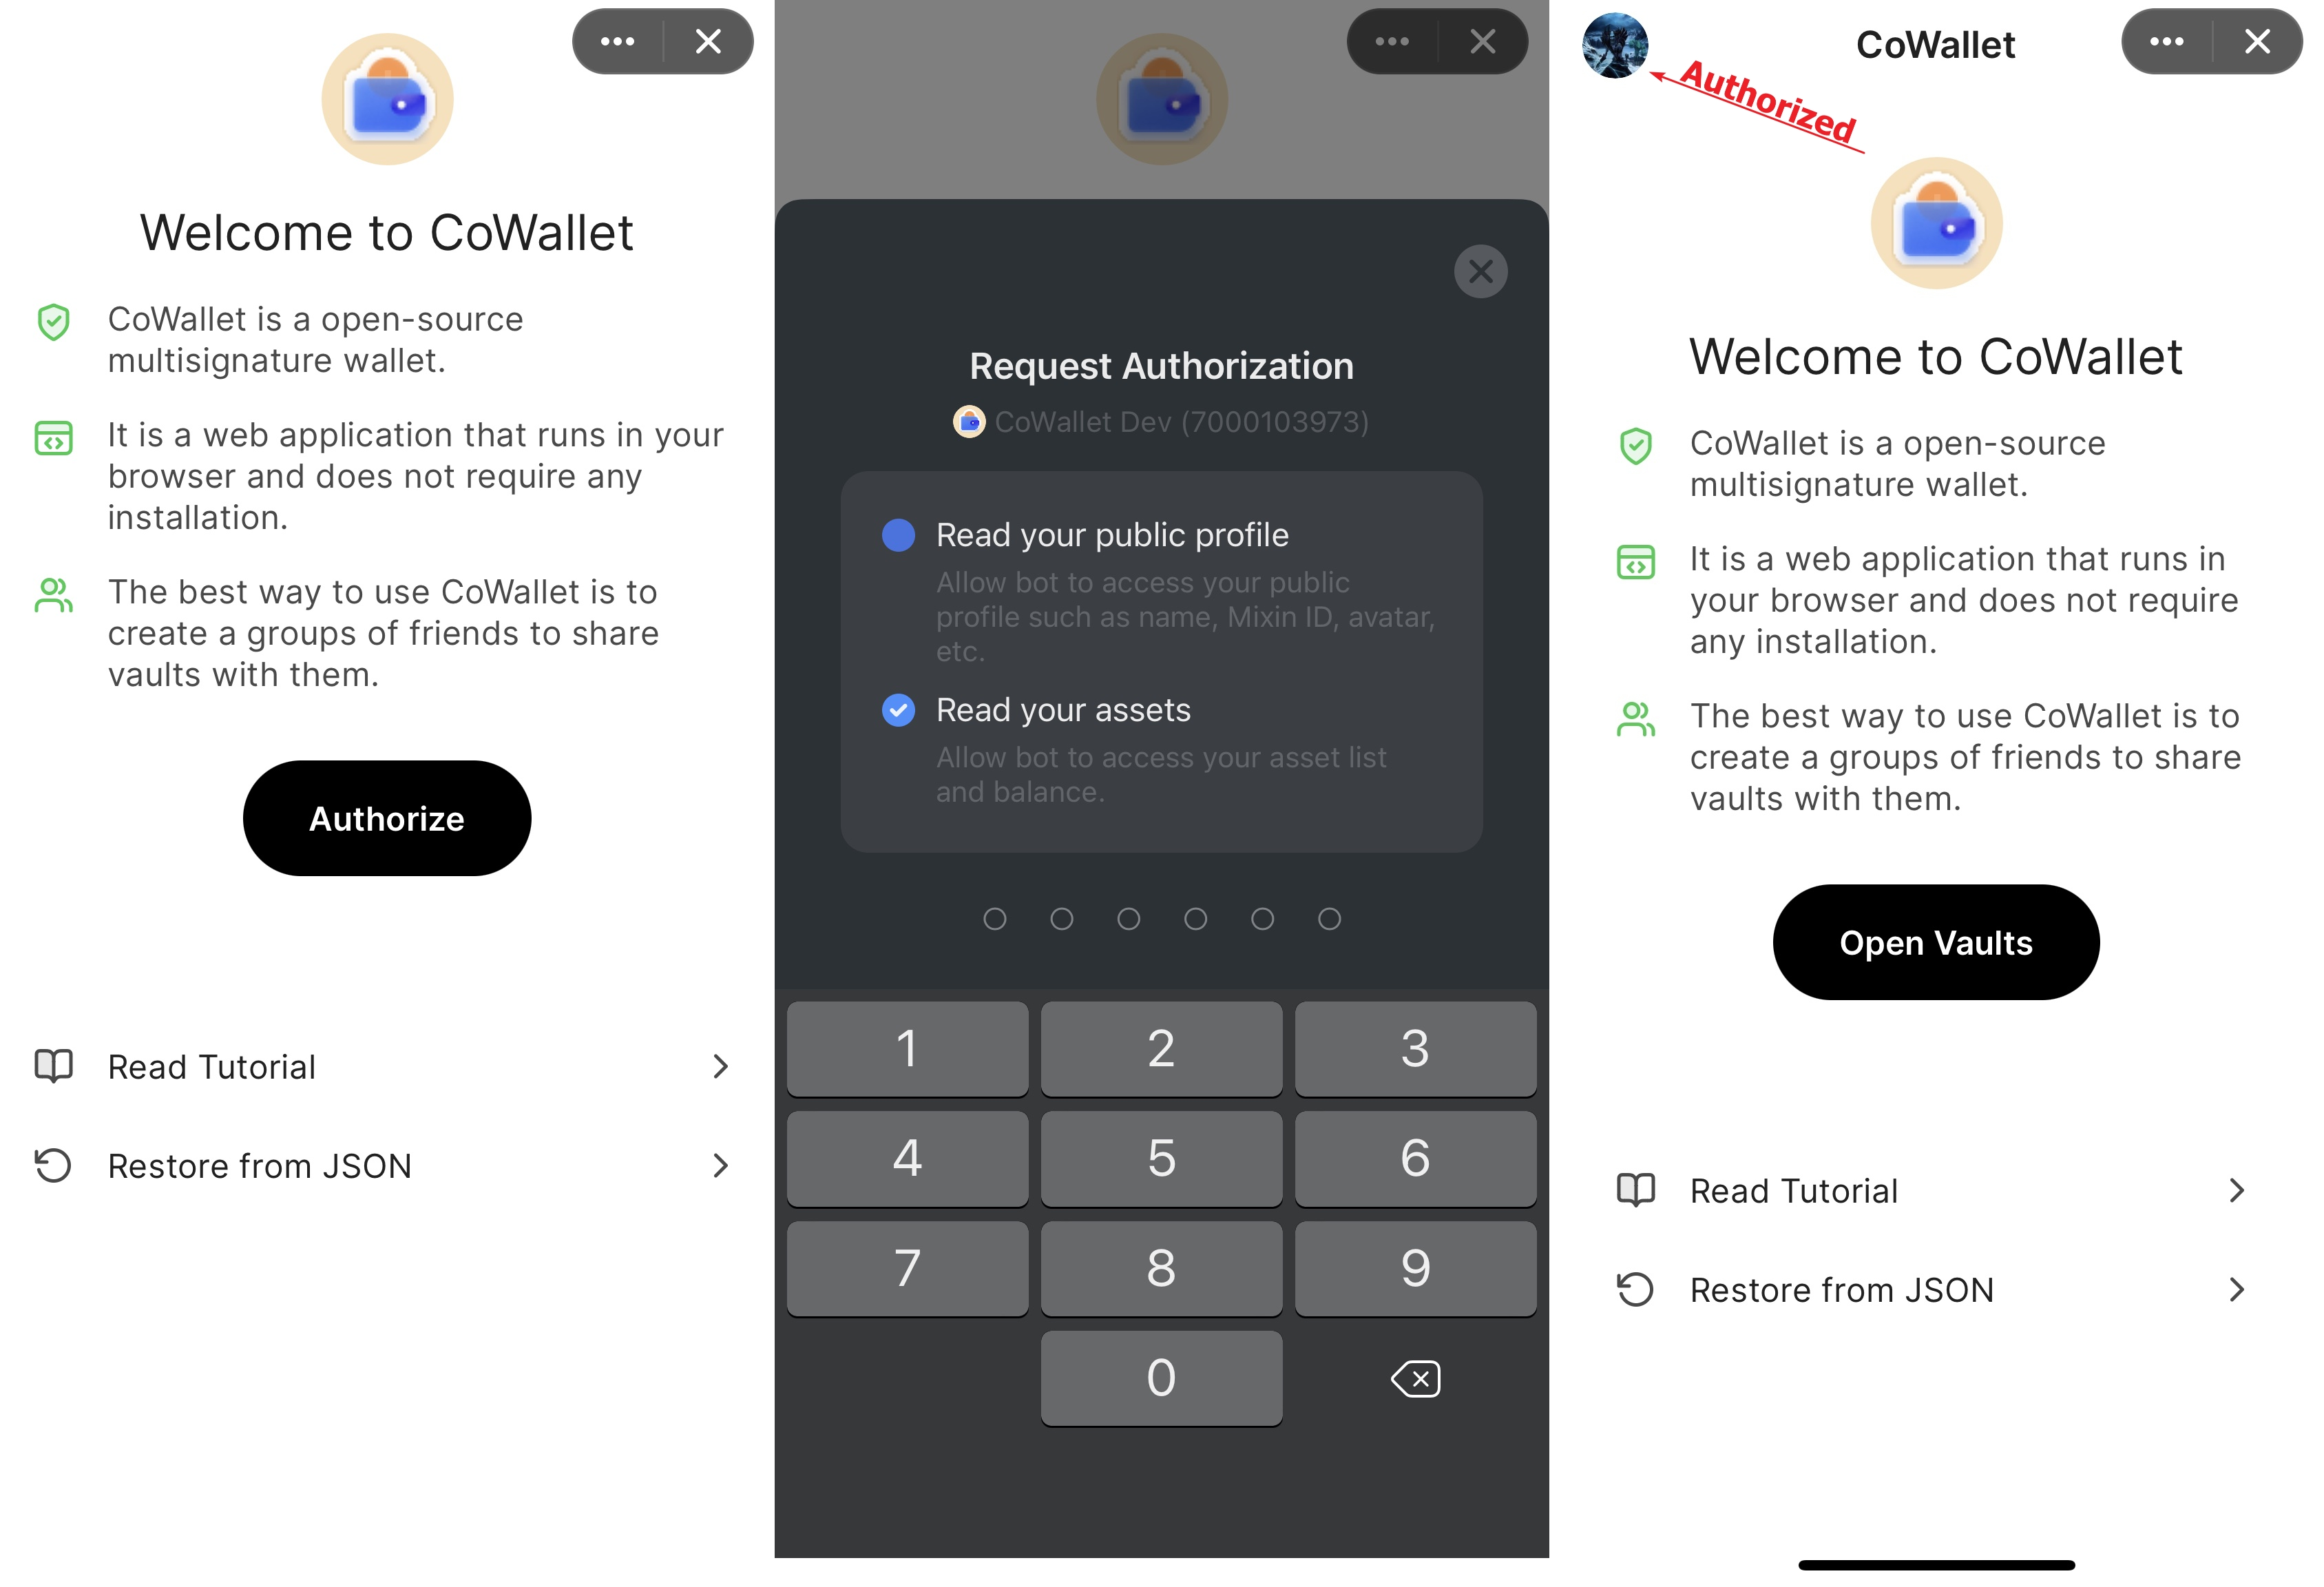 Welcome to CoWallet
CoWallet is a open-source
multisignature wallet.
It is a web application that runs in your
browser and does not require any
installation.
The best way to use CoWallet is to
create a groups of friends to share
vaults with them.
Authorize
Read Tutorial
Restore from JSON
Request Authorization
CoWallet Dev (7000103973)
Read your public profile
Allow bot to access your public
profile such as name, Mixin ID, avatar,
etc.
Read your assets
Allow bot to access your asset list
and balance.
1 2 3
4 5 6
7 8 9
0
CoWallet
Authorized
Welcome to CoWallet
CoWallet is a open-source
multisignature wallet.
It is a web application that runs in
your browser and does not require
any installation.
The best way to use CoWallet is to
create a groups of friends to share
vaults with them.
Open Vaults
Read Tutorial
Restore from JSON